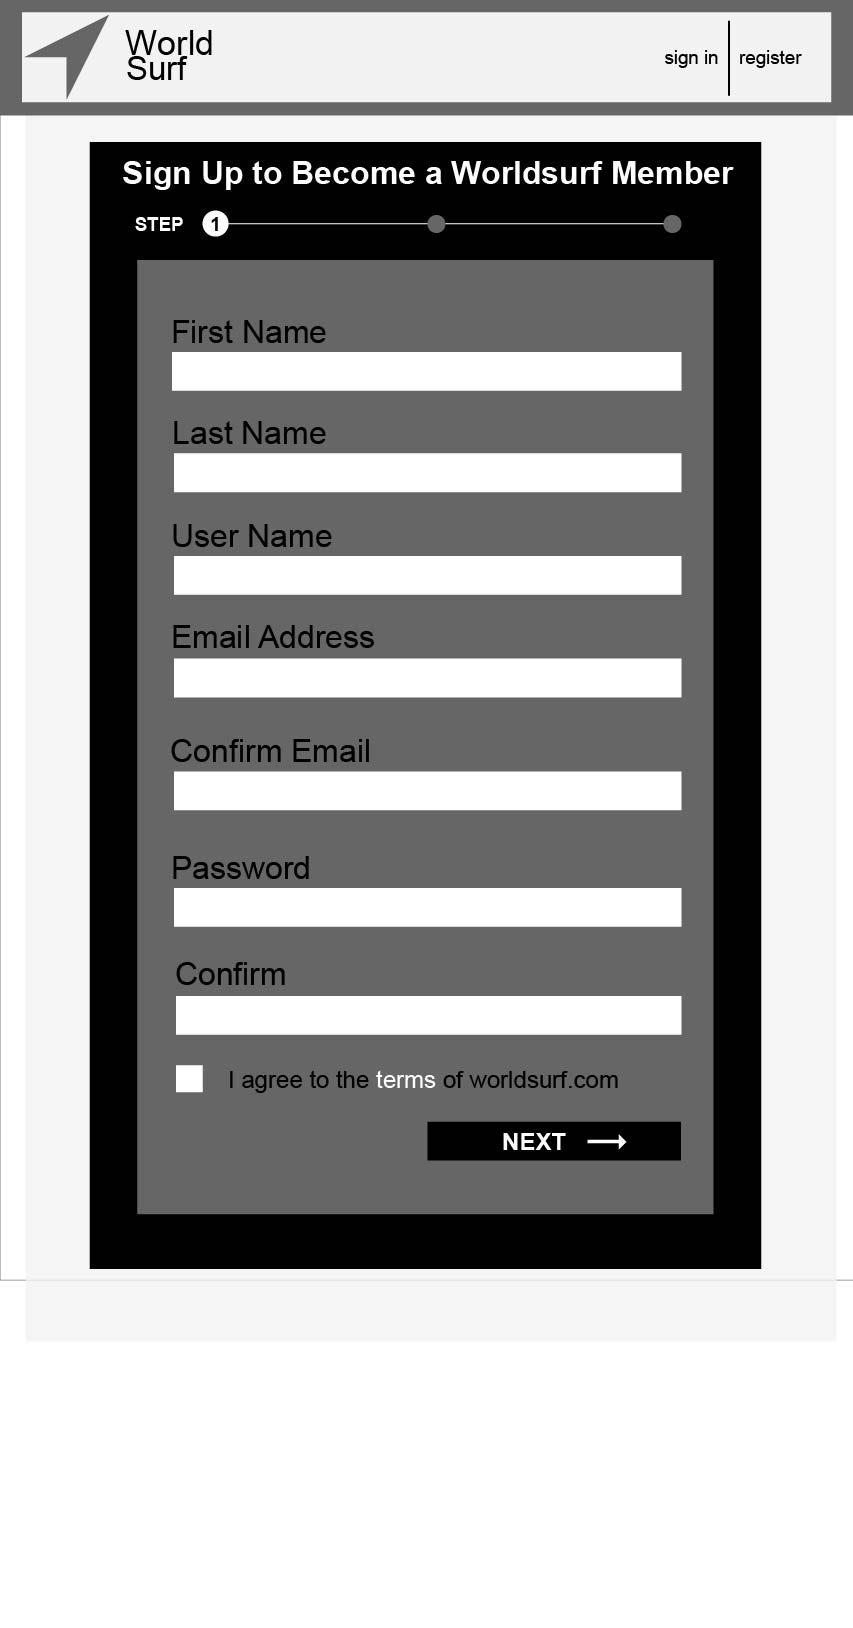 World
Surf
sign in
register
Sign Up to Become a Worldsurf Member
STEP 1
First Name
Last Name
User Name
Email Address
Confirm Email
Password
Confirm
I agree to the terms of worldsurf.com
NEXT